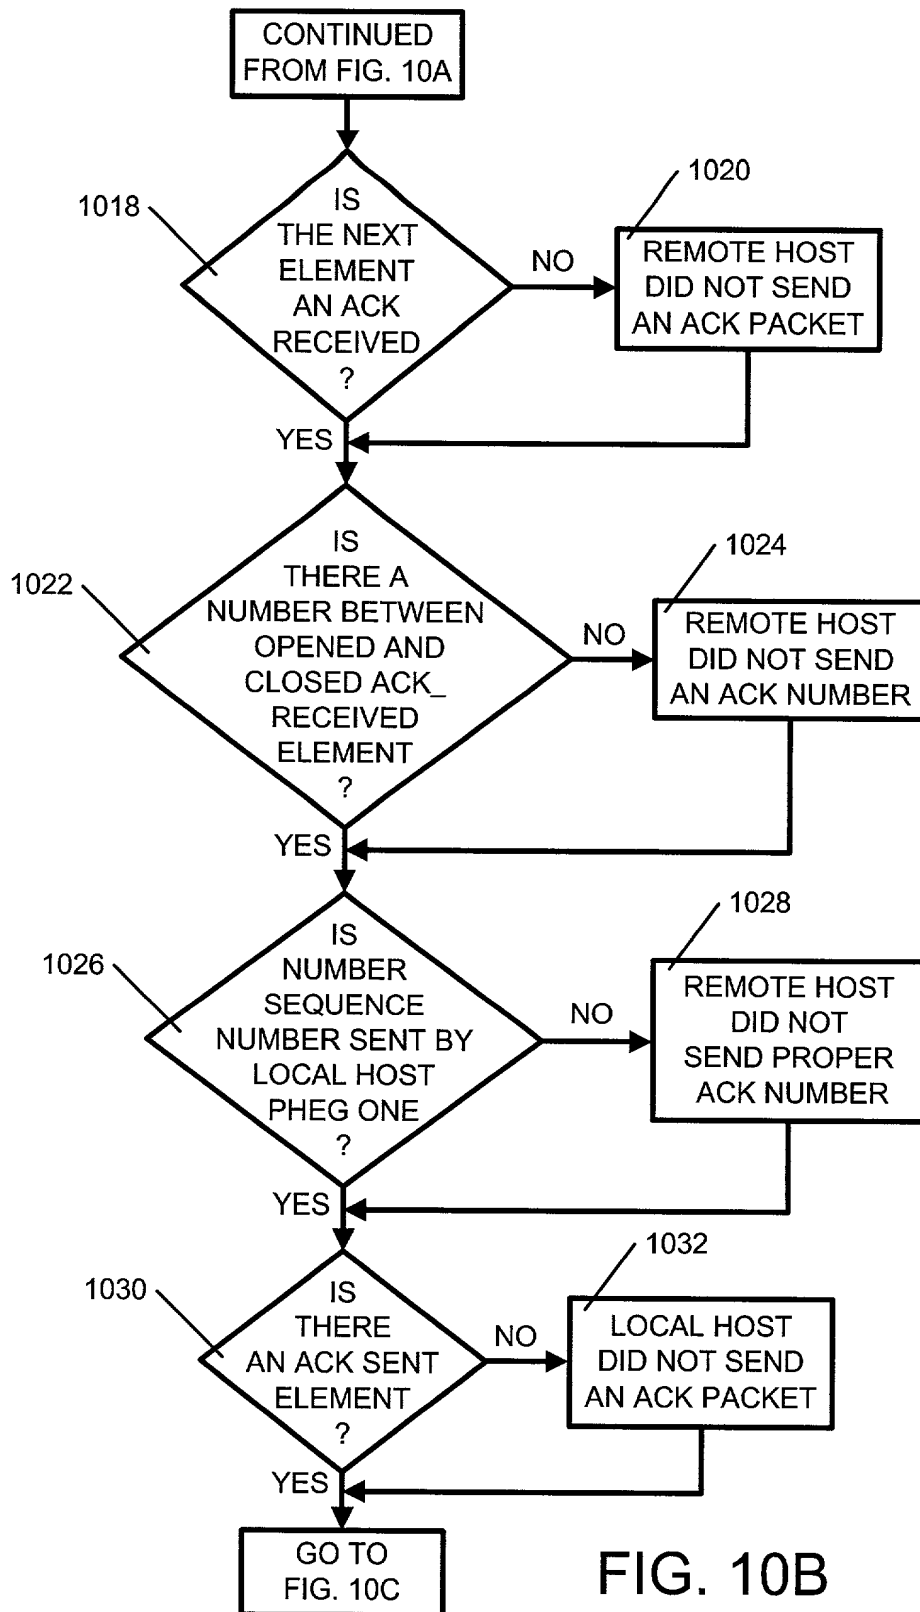 CONTINUED
FROM FIG. 10A
1018
IS
THE NEXT
ELEMENT
AN ACK
RECEIVED
?
NO
1020
REMOTE HOST
DID NOT SEND
AN ACK PACKET
YES
1022
IS
THERE A
NUMBER BETWEEN
OPENED AND
CLOSED ACK_
RECEIVED
ELEMENT
?
NO
1024
REMOTE HOST
DID NOT SEND
AN ACK NUMBER
YES
1026
IS
NUMBER
SEQUENCE
NUMBER SENT BY
LOCAL HOST
PHEG ONE
?
NO
1028
REMOTE HOST
DID NOT
SEND PROPER
ACK NUMBER
YES
1030
IS
THERE
AN ACK SENT
ELEMENT
?
NO
1032
LOCAL HOST
DID NOT SEND
AN ACK PACKET
YES
GO TO
FIG. 10C
FIG. 10B